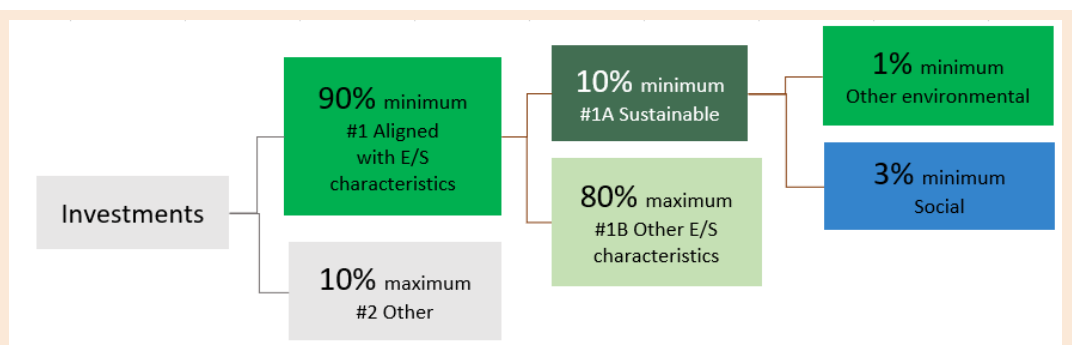 Investments
90% minimum
#1 Aligned
with E/S
characteristics
10% maximum
#2 Other
10% minimum
#1A Sustainable
80% maximum
#1B Other E/S
characteristics
1% minimum
Other environmental
3% minimum
Social